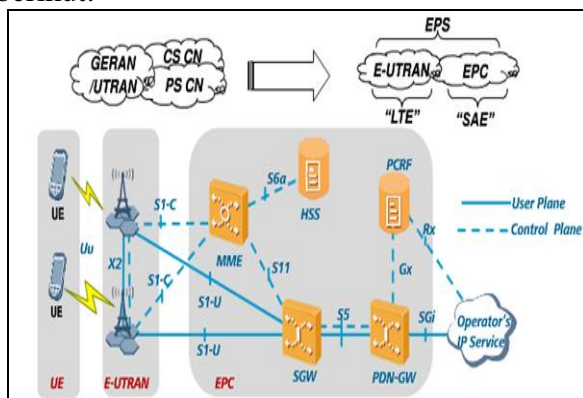 EPS
GERAN
/UTRAN
CS CN
PS CN
E-UTRAN
EPC
"LTE"
"SAE"
UE
UE
Uu
X2
S1-C
S1-C
S1-U
S1-U
MME
S6a
HSS
S11
SGW
S5
PDN-GW
Gx
PCRF
Rx
SGi
Operator's
IP Service
User Plane
Control Plane
UE
E-UTRAN
EPC